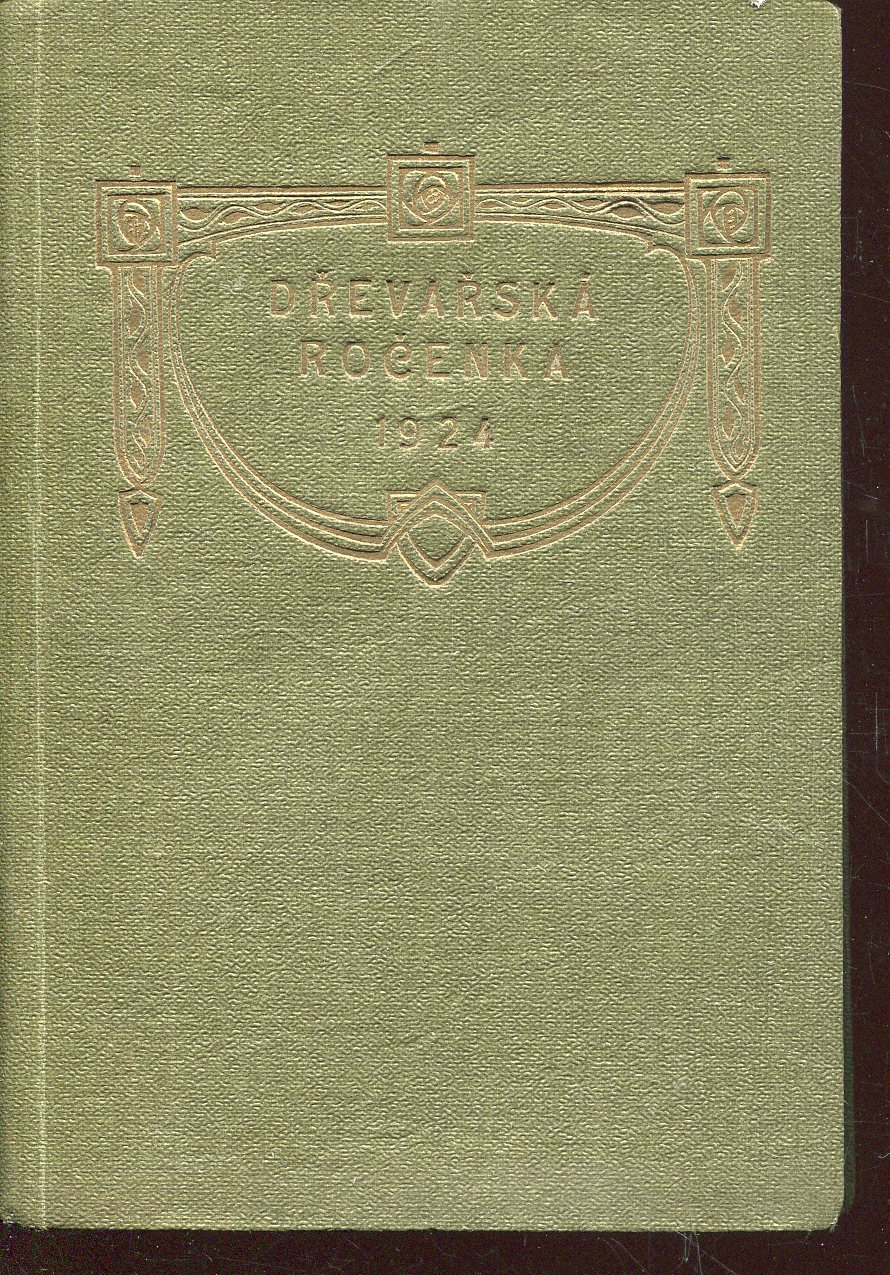 DŘEVAŘSKÁ
ROČENKA
1924